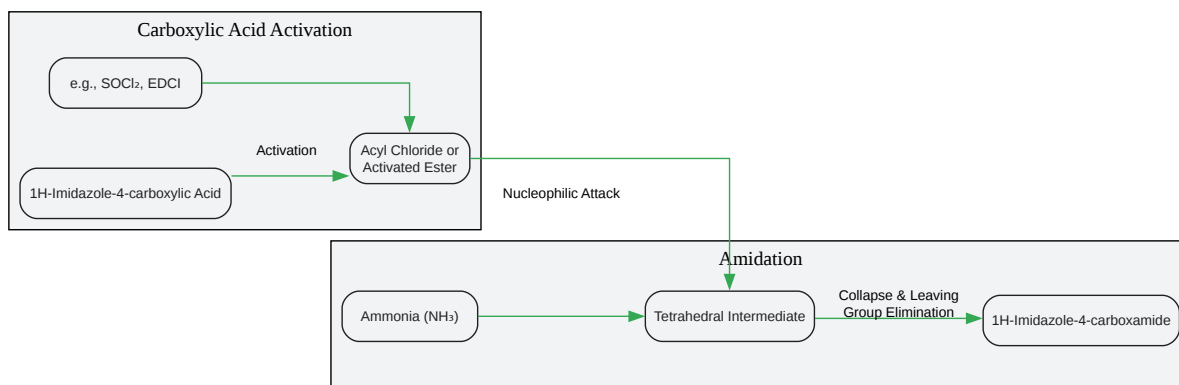 Carboxylic Acid Activation
e.g., SOCl₂, EDCI
Activation
Acyl Chloride or
Activated Ester
1H-Imidazole-4-carboxylic Acid
Nucleophilic Attack
Amidation
Ammonia (NH₃)
Tetrahedral Intermediate
Collapse & Leaving
Group Elimination
1H-Imidazole-4-carboxamide